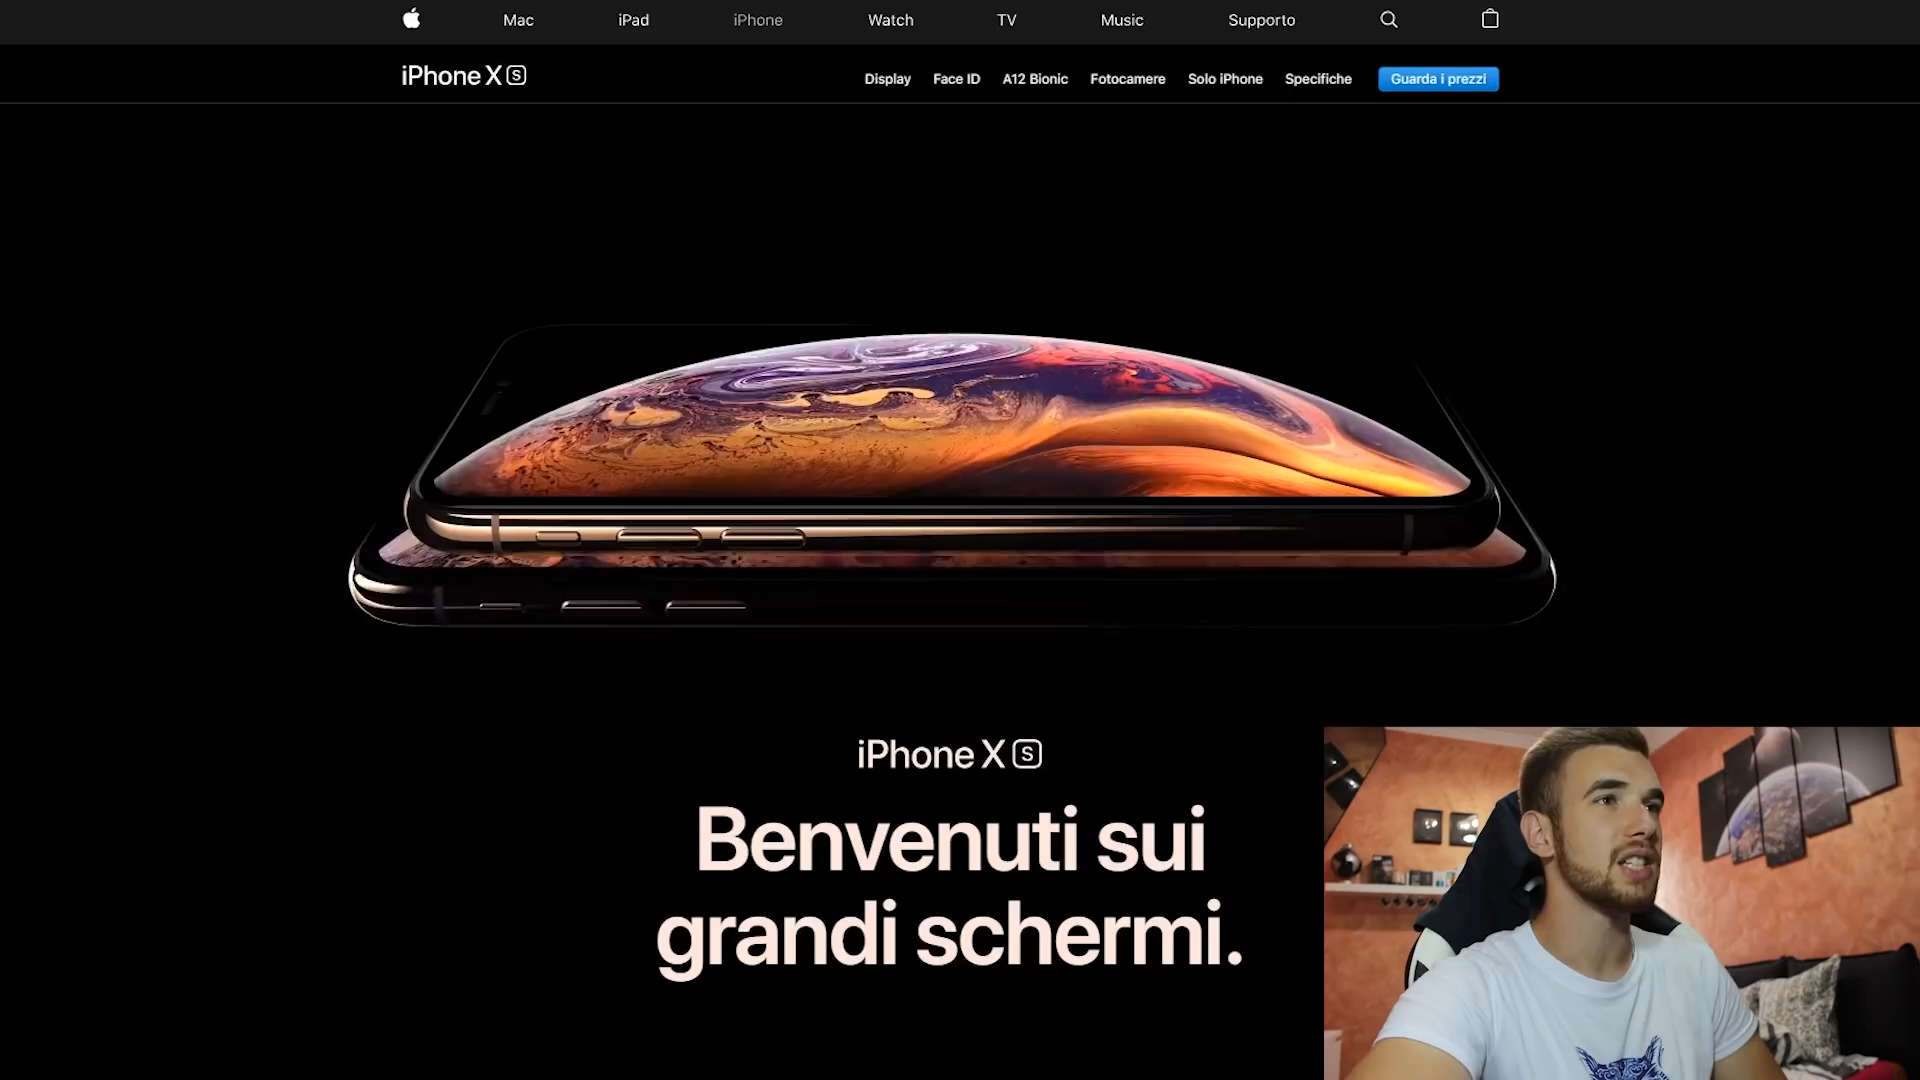 Mac iPad iPhone Watch TV Music Supporto
iPhone XS
Display Face ID A12 Bionic Fotocamere Solo iPhone Specifiche Guarda i prezzi
iPhone XS
Benvenuti sui
grandi schermi.